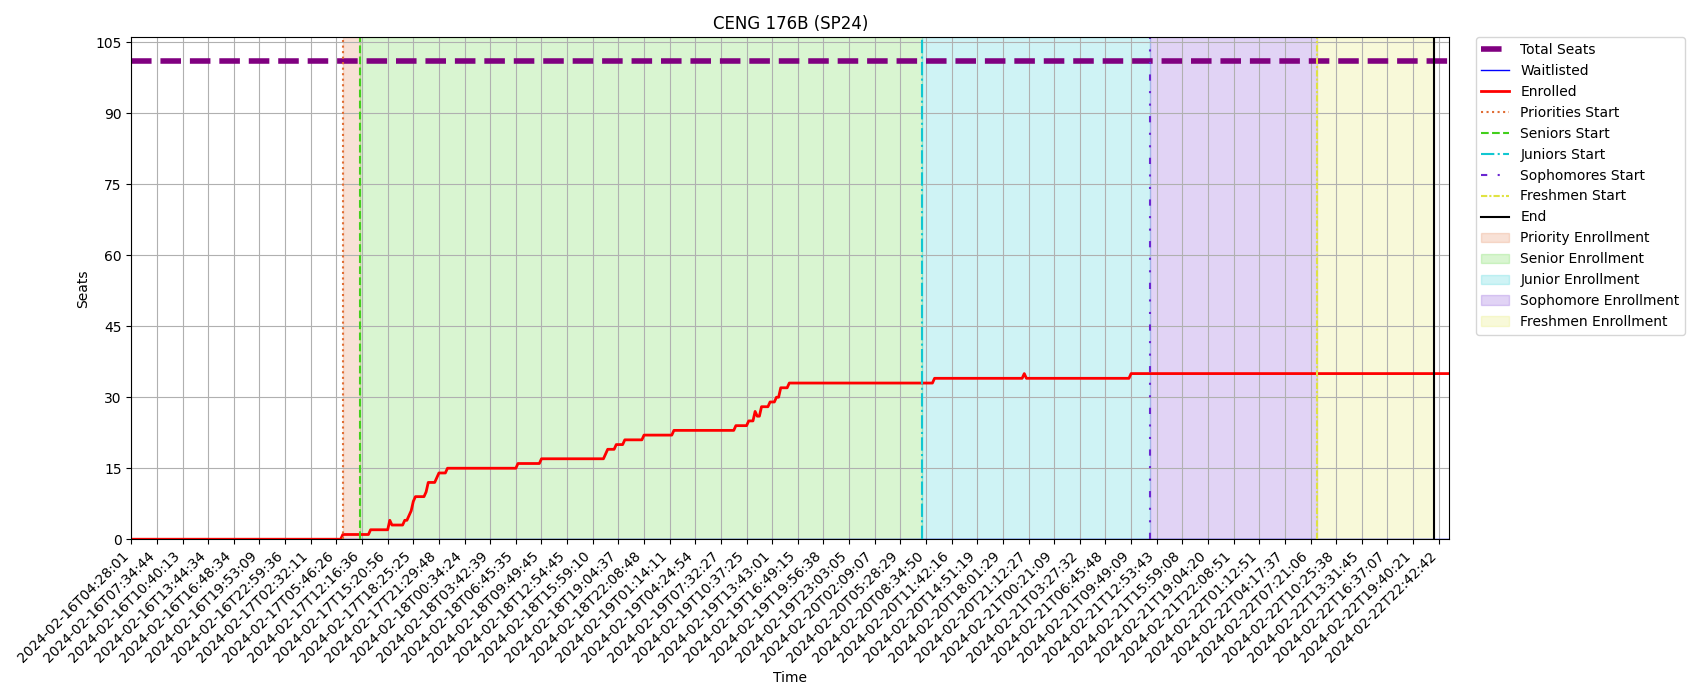 CENG 176B (SP24)
Seats
105
90
75
60
45
30
15
0
2024-02-16T04:28:01
2024-02-16T07:34:44
2024-02-16T10:40:13
2024-02-16T13:44:34
2024-02-16T16:48:34
2024-02-16T19:53:09
2024-02-16T22:59:36
2024-02-17T02:32:11
2024-02-17T05:46:26
2024-02-17T12:16:36
2024-02-17T15:20:56
2024-02-17T18:25:25
2024-02-17T21:29:48
2024-02-18T00:34:24
2024-02-18T03:42:39
2024-02-18T06:45:35
2024-02-18T09:49:45
2024-02-18T12:54:45
2024-02-18T15:59:10
2024-02-18T19:04:37
2024-02-18T22:08:48
2024-02-19T01:14:11
2024-02-19T04:24:54
2024-02-19T07:32:27
2024-02-19T10:37:25
2024-02-19T13:43:01
2024-02-19T16:49:15
2024-02-19T19:56:38
2024-02-19T23:03:05
2024-02-20T02:09:07
2024-02-20T05:28:29
2024-02-20T08:34:50
2024-02-20T11:42:16
2024-02-20T14:51:19
2024-02-20T18:01:29
2024-02-20T21:12:27
2024-02-21T00:21:09
2024-02-21T03:27:32
2024-02-21T06:45:48
2024-02-21T09:49:09
2024-02-21T12:53:43
2024-02-21T15:59:08
2024-02-21T19:04:20
2024-02-21T22:08:51
2024-02-22T01:12:51
2024-02-22T04:17:37
2024-02-22T07:21:06
2024-02-22T10:25:38
2024-02-22T13:31:45
2024-02-22T16:37:07
2024-02-22T19:40:21
2024-02-22T22:42:42
Time
Total Seats
Waitlisted
Enrolled
Priorities Start
Seniors Start
Juniors Start
Sophomores Start
Freshmen Start
End
Priority Enrollment
Senior Enrollment
Junior Enrollment
Sophomore Enrollment
Freshmen Enrollment